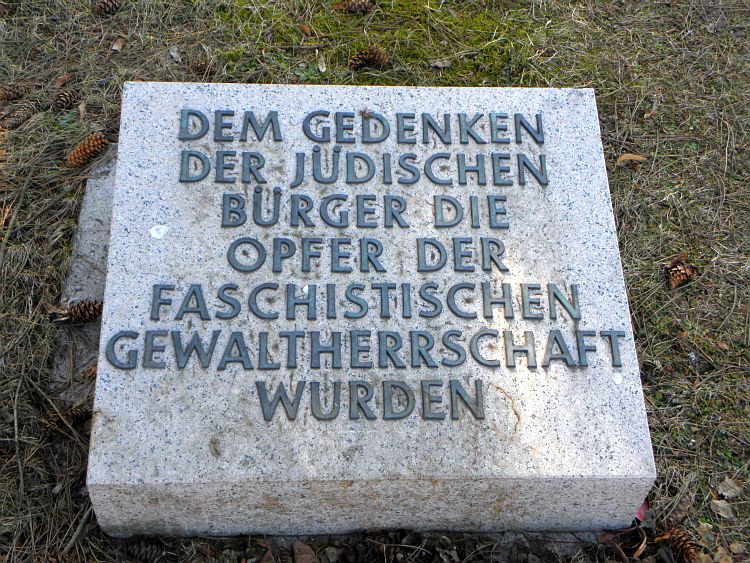 DEM GEDENKEN
DER JÜDISCHEN
BÜRGER DIE
OPFER DER
FASCHISTISCHEN
GEWALTHERRSCHAFT
WURDEN